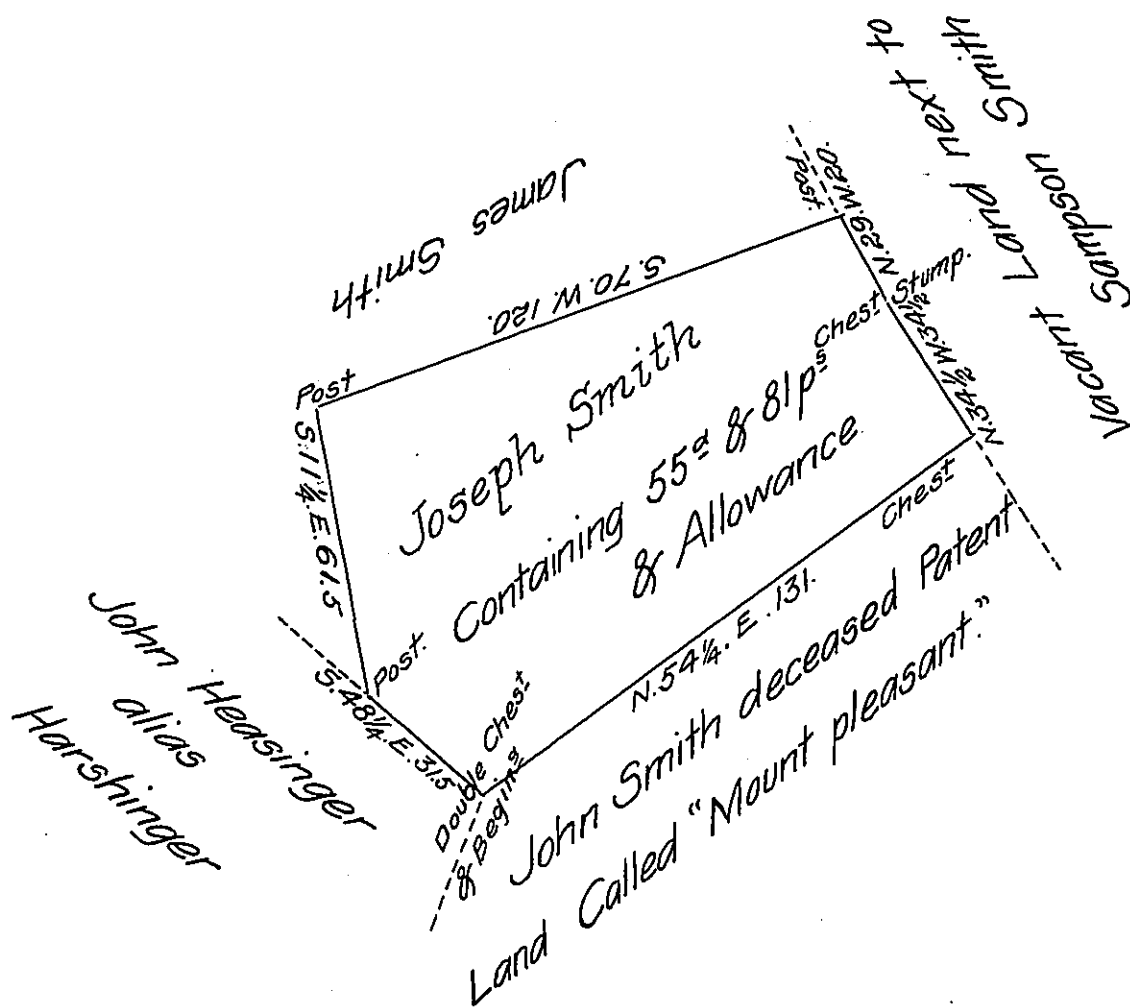 Vacant Land next to
Sampson Smith
James Smith
Post
N.29.W.20.
S.70.W.120.
Chest Stump.
N.34½.W.34½
Post
S.11¼.E.61.5
Joseph Smith
Containing 55ª & 81pˢ
& Allowance
Chest
Post.
S.48¼.E.31.5
N.54¼.E.131.
Double Chest
& Beginᵍ
John Heasinger
alias
Harshinger
John Smith deceased Patent
Land Called "Mount pleasant."